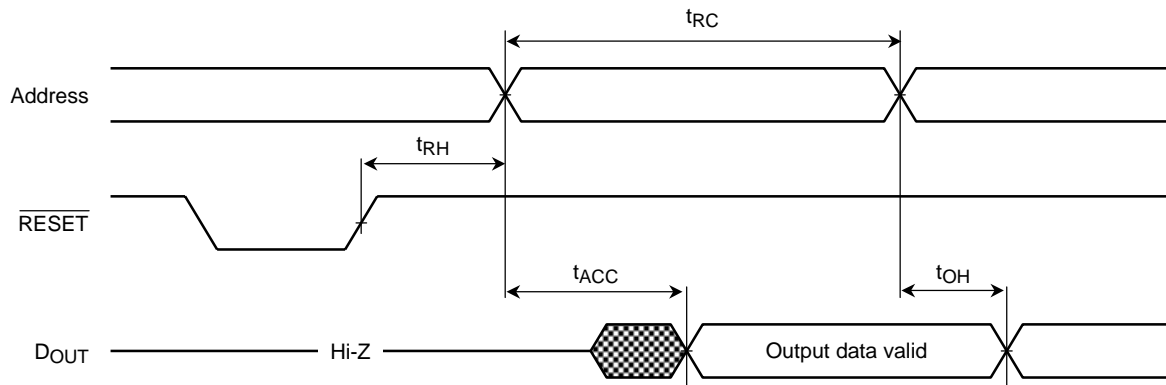 tRC
Address
tRH
RESET
tACC
tOH
DOUT
Hi-Z
Output data valid